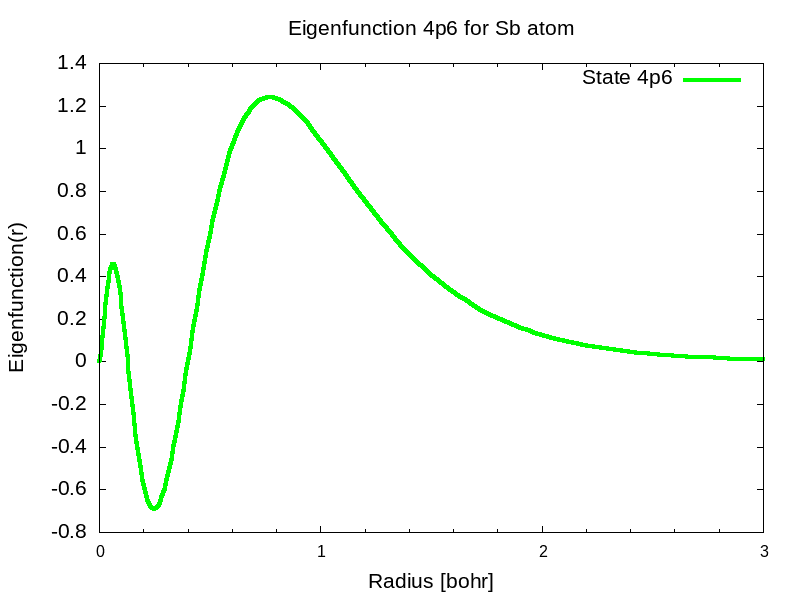 Eigenfunction 4p6 for Sb atom
State 4p6
1.4
1.2
1
0.8
0.6
0.4
0.2
0
-0.2
-0.4
-0.6
-0.8
Eigenfunction(r)
0 1 2 3
Radius [bohr]